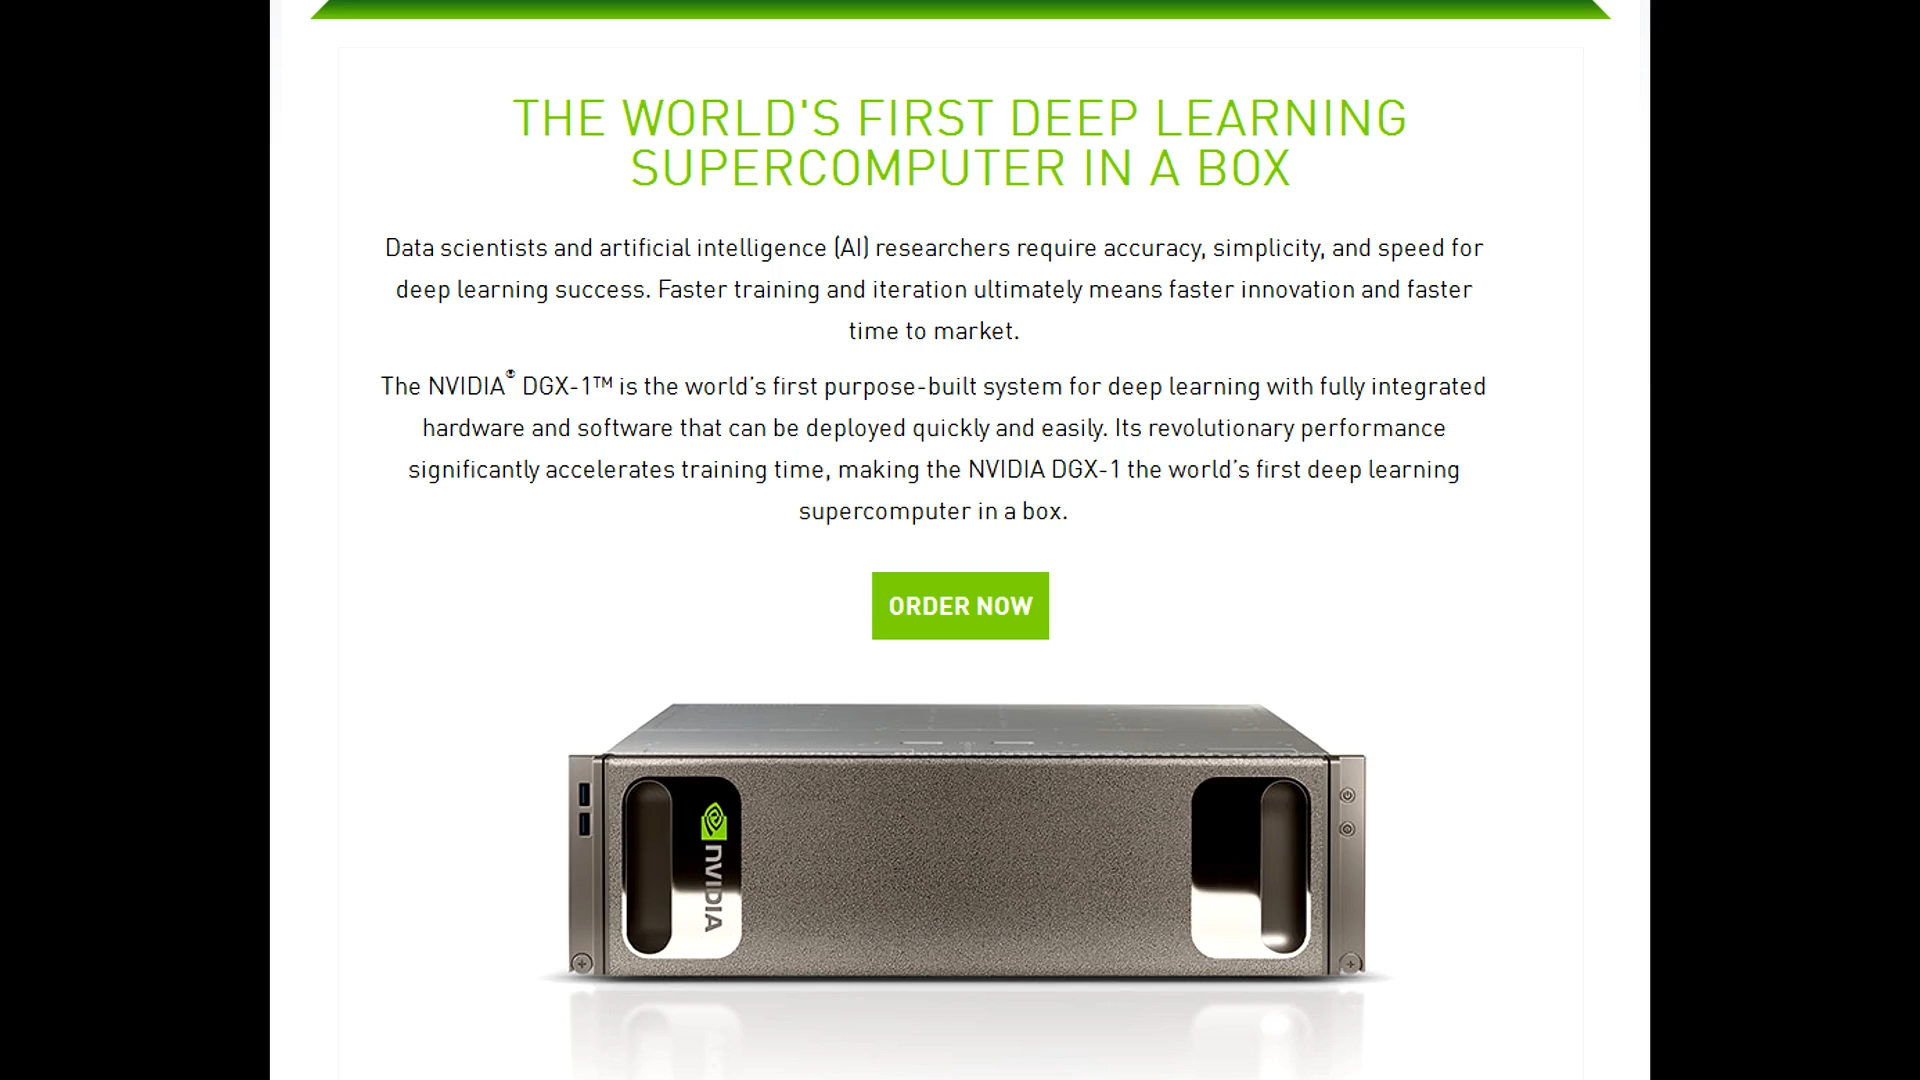 THE WORLD'S FIRST DEEP LEARNING
SUPERCOMPUTER IN A BOX
Data scientists and artificial intelligence (AI) researchers require accuracy, simplicity, and speed for
deep learning success. Faster training and iteration ultimately means faster innovation and faster
time to market.
The NVIDIA® DGX-1™ is the world’s first purpose-built system for deep learning with fully integrated
hardware and software that can be deployed quickly and easily. Its revolutionary performance
significantly accelerates training time, making the NVIDIA DGX-1 the world’s first deep learning
supercomputer in a box.
ORDER NOW
NVIDIA